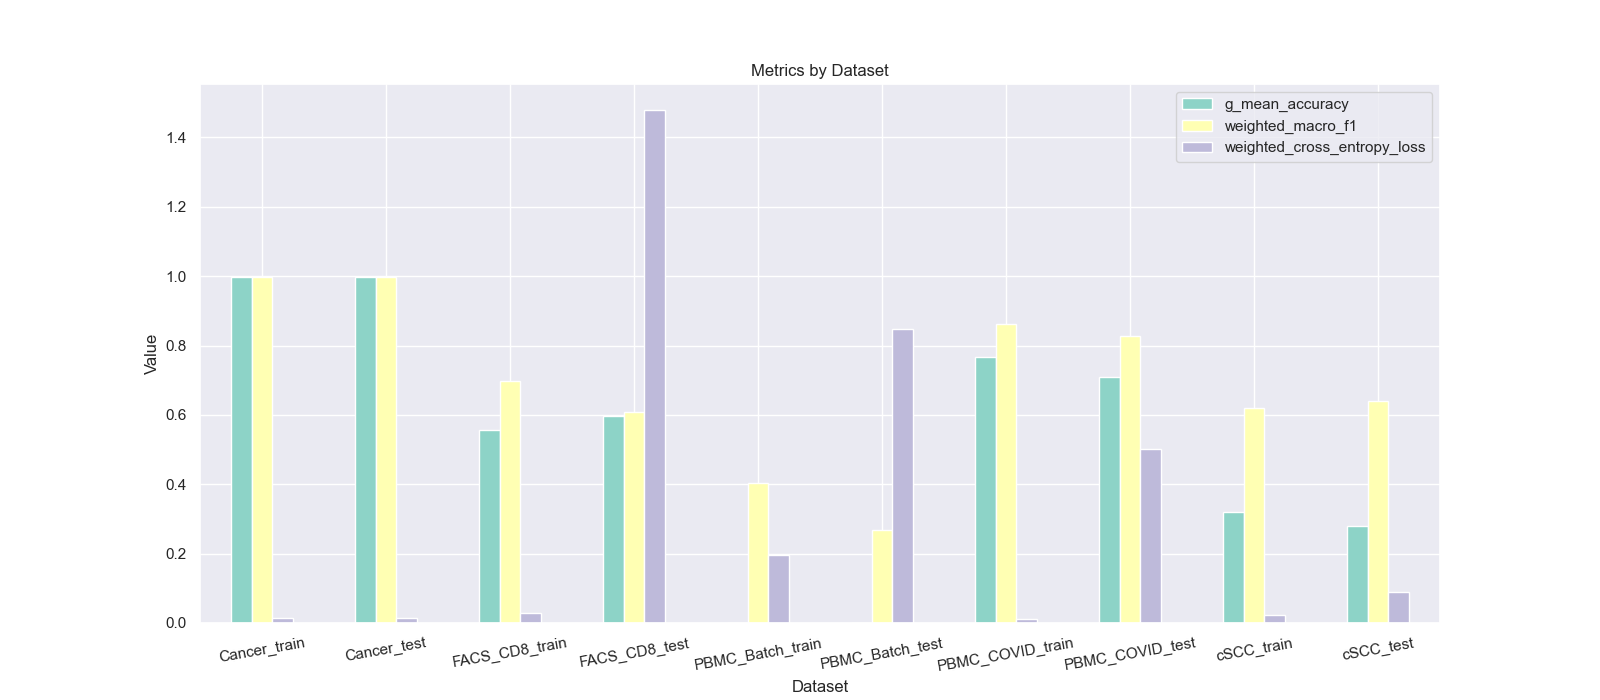 Metrics by Dataset
g_mean_accuracy
weighted_macro_f1
weighted_cross_entropy_loss
Value
1.4
1.2
1.0
0.8
0.6
0.4
0.2
0.0
Cancer_train
Cancer_test
FACS_CD8_train
FACS_CD8_test
PBMC_Batch_train
PBMC_Batch_test
PBMC_COVID_train
PBMC_COVID_test
cSCC_train
cSCC_test
Dataset